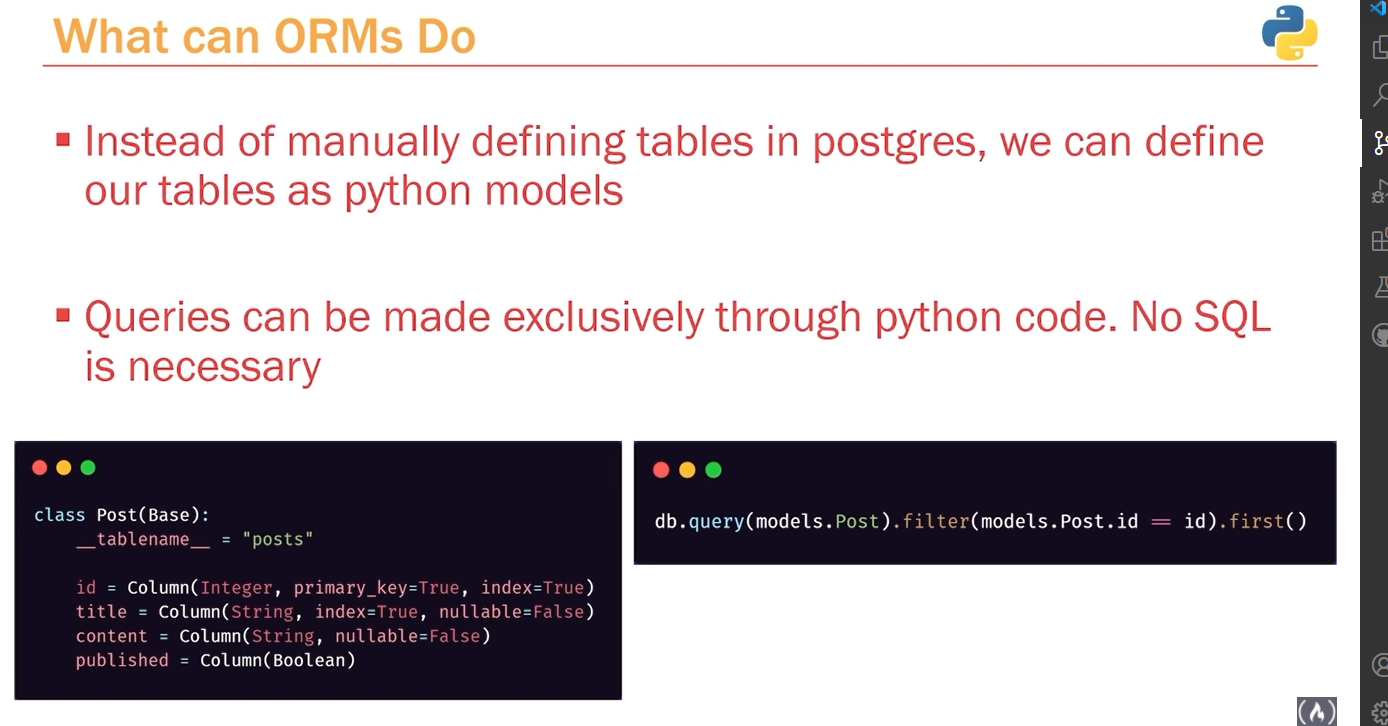 What can ORMs Do
Instead of manually defining tables in postgres, we can define
our tables as python models
Queries can be made exclusively through python code. No SQL
is necessary
class Post(Base):
    __tablename__ = "posts"
    id = Column(Integer, primary_key=True, index=True)
    title = Column(String, index=True, nullable=False)
    content = Column(String, nullable=False)
    published = Column(Boolean)
db.query(models.Post).filter(models.Post.id == id).first()